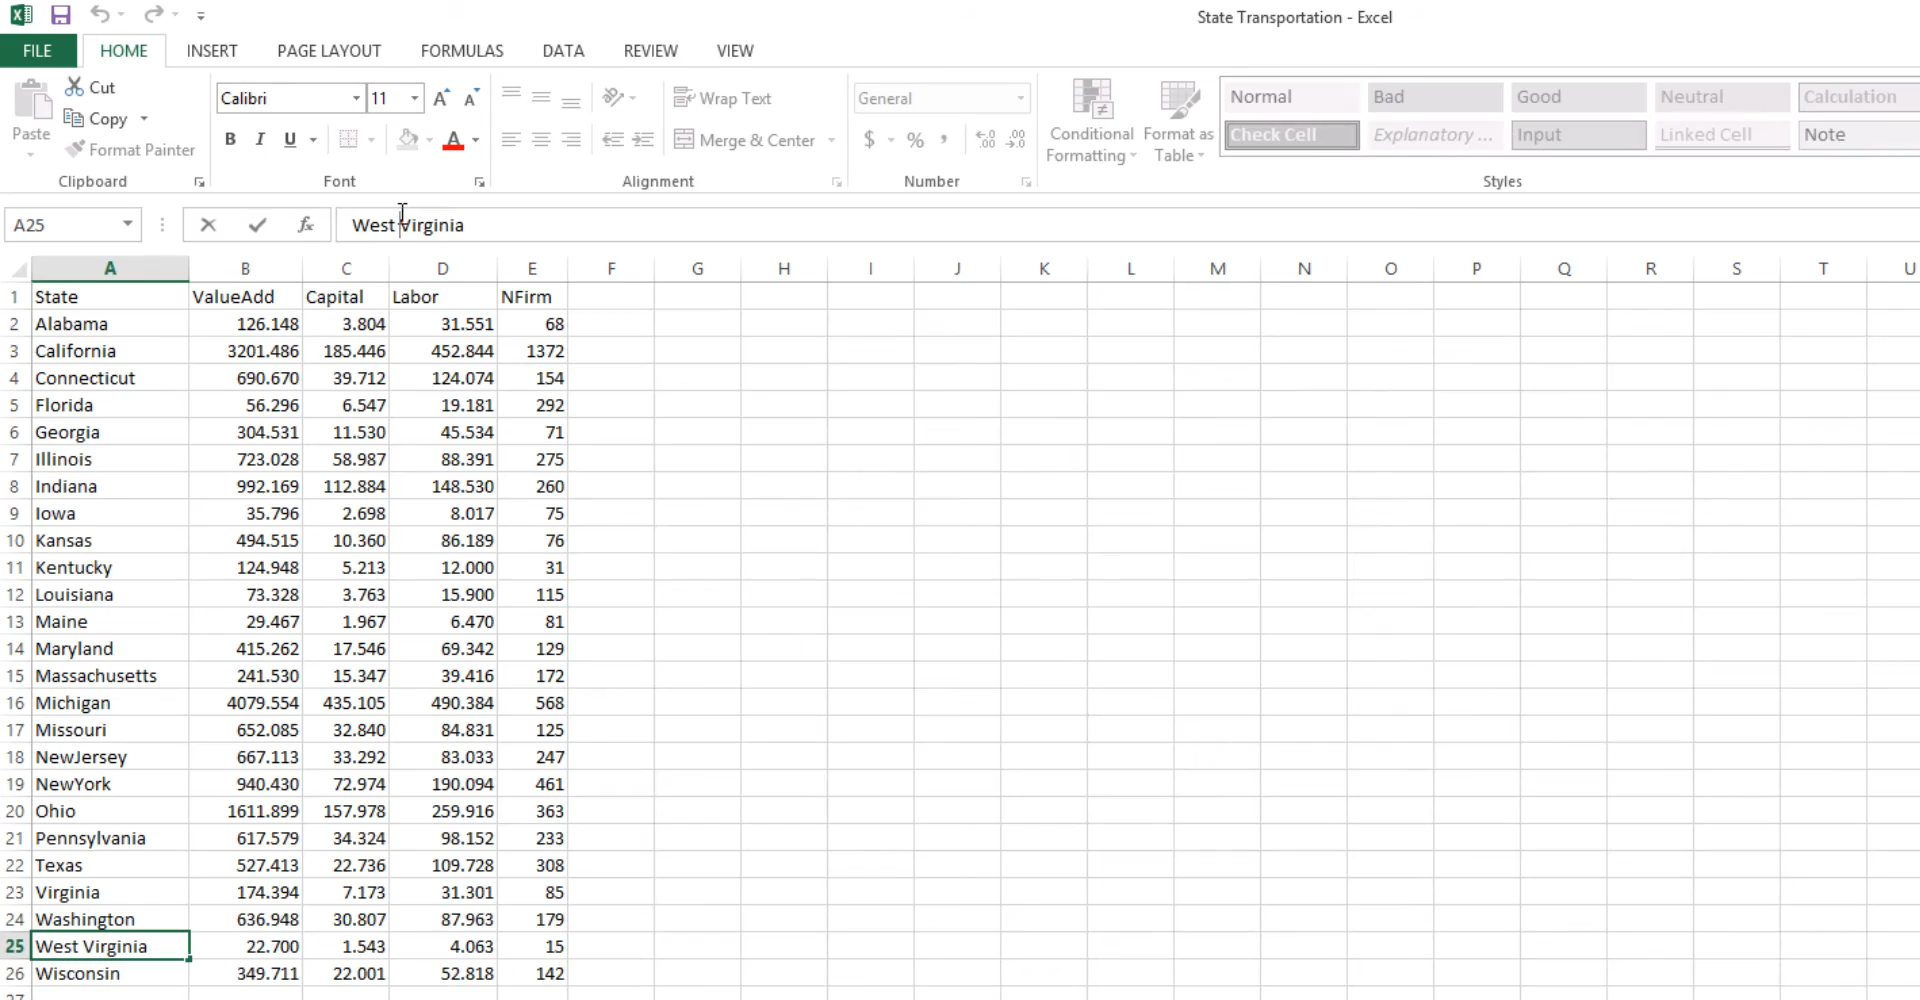 State Transportation - Excel
FILE HOME INSERT PAGE LAYOUT FORMULAS DATA REVIEW VIEW
Paste
Cut
Copy
Format Painter
Clipboard
Calibri 11 A A
B I U A
Font
Wrap Text
Merge & Center
Alignment
General
$ % , .0 .00 .00 .0
Number
Conditional Formatting
Format as Table
Normal Bad Good Neutral Calculation
Check Cell Explanatory ... Input Linked Cell Note
Styles
A25 fx West Virginia
A B C D E F G H I J K L M N O P Q R S T U
1 State ValueAdd Capital Labor NFirm
2 Alabama 126.148 3.804 31.551 68
3 California 3201.486 185.446 452.844 1372
4 Connecticut 690.670 39.712 124.074 154
5 Florida 56.296 6.547 19.181 292
6 Georgia 304.531 11.530 45.534 71
7 Illinois 723.028 58.987 88.391 275
8 Indiana 992.169 112.884 148.530 260
9 Iowa 35.796 2.698 8.017 75
10 Kansas 494.515 10.360 86.189 76
11 Kentucky 124.948 5.213 12.000 31
12 Louisiana 73.328 3.763 15.900 115
13 Maine 29.467 1.967 6.470 81
14 Maryland 415.262 17.546 69.342 129
15 Massachusetts 241.530 15.347 39.416 172
16 Michigan 4079.554 435.105 490.384 568
17 Missouri 652.085 32.840 84.831 125
18 NewJersey 667.113 33.292 83.033 247
19 NewYork 940.430 72.974 190.094 461
20 Ohio 1611.899 157.978 259.916 363
21 Pennsylvania 617.579 34.324 98.152 233
22 Texas 527.413 22.736 109.728 308
23 Virginia 174.394 7.173 31.301 85
24 Washington 636.948 30.807 87.963 179
25 West Virginia 22.700 1.543 4.063 15
26 Wisconsin 349.711 22.001 52.818 142
27